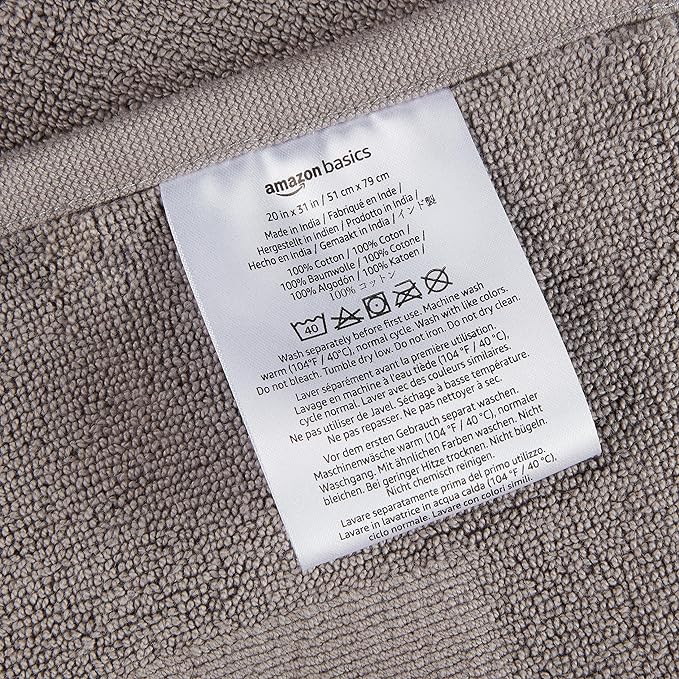 amazon basics
20 in x 31 in / 51 cm x 79 cm
Made in India / Fabriqué en Inde /
Hergestellt in Indien / Prodotto in India /
Hecho en India / Gemaakt in India / インド製
100% Cotton / 100% Coton /
100% Baumwolle / 100% Cotone /
100% Algodón / 100% Katoen /
100% コットン
40
Wash separately before first use. Machine wash
warm (104 °F / 40°C), normal cycle. Wash with like colors.
Do not bleach. Tumble dry low. Do not iron. Do not dry clean.
Laver séparément avant la première utilisation.
Lavage en machine à l'eau tiède (104 °F / 40 °C),
cycle normal. Laver avec des couleurs similaires.
Ne pas utiliser de Javel. Séchage à basse température.
Ne pas repasser. Ne pas nettoyer à sec.
Vor dem ersten Gebrauch separat waschen.
Maschinenwäsche warm (104 °F / 40 °C), normaler
Waschgang. Mit ähnlichen Farben waschen. Nicht
bleichen. Bei geringer Hitze trocknen. Nicht bügeln.
Nicht chemisch reinigen.
Lavare separatamente prima del primo utilizzo.
Lavare in lavatrice in acqua calda (104 °F / 40 °C),
ciclo normale. Lavare con colori simili.